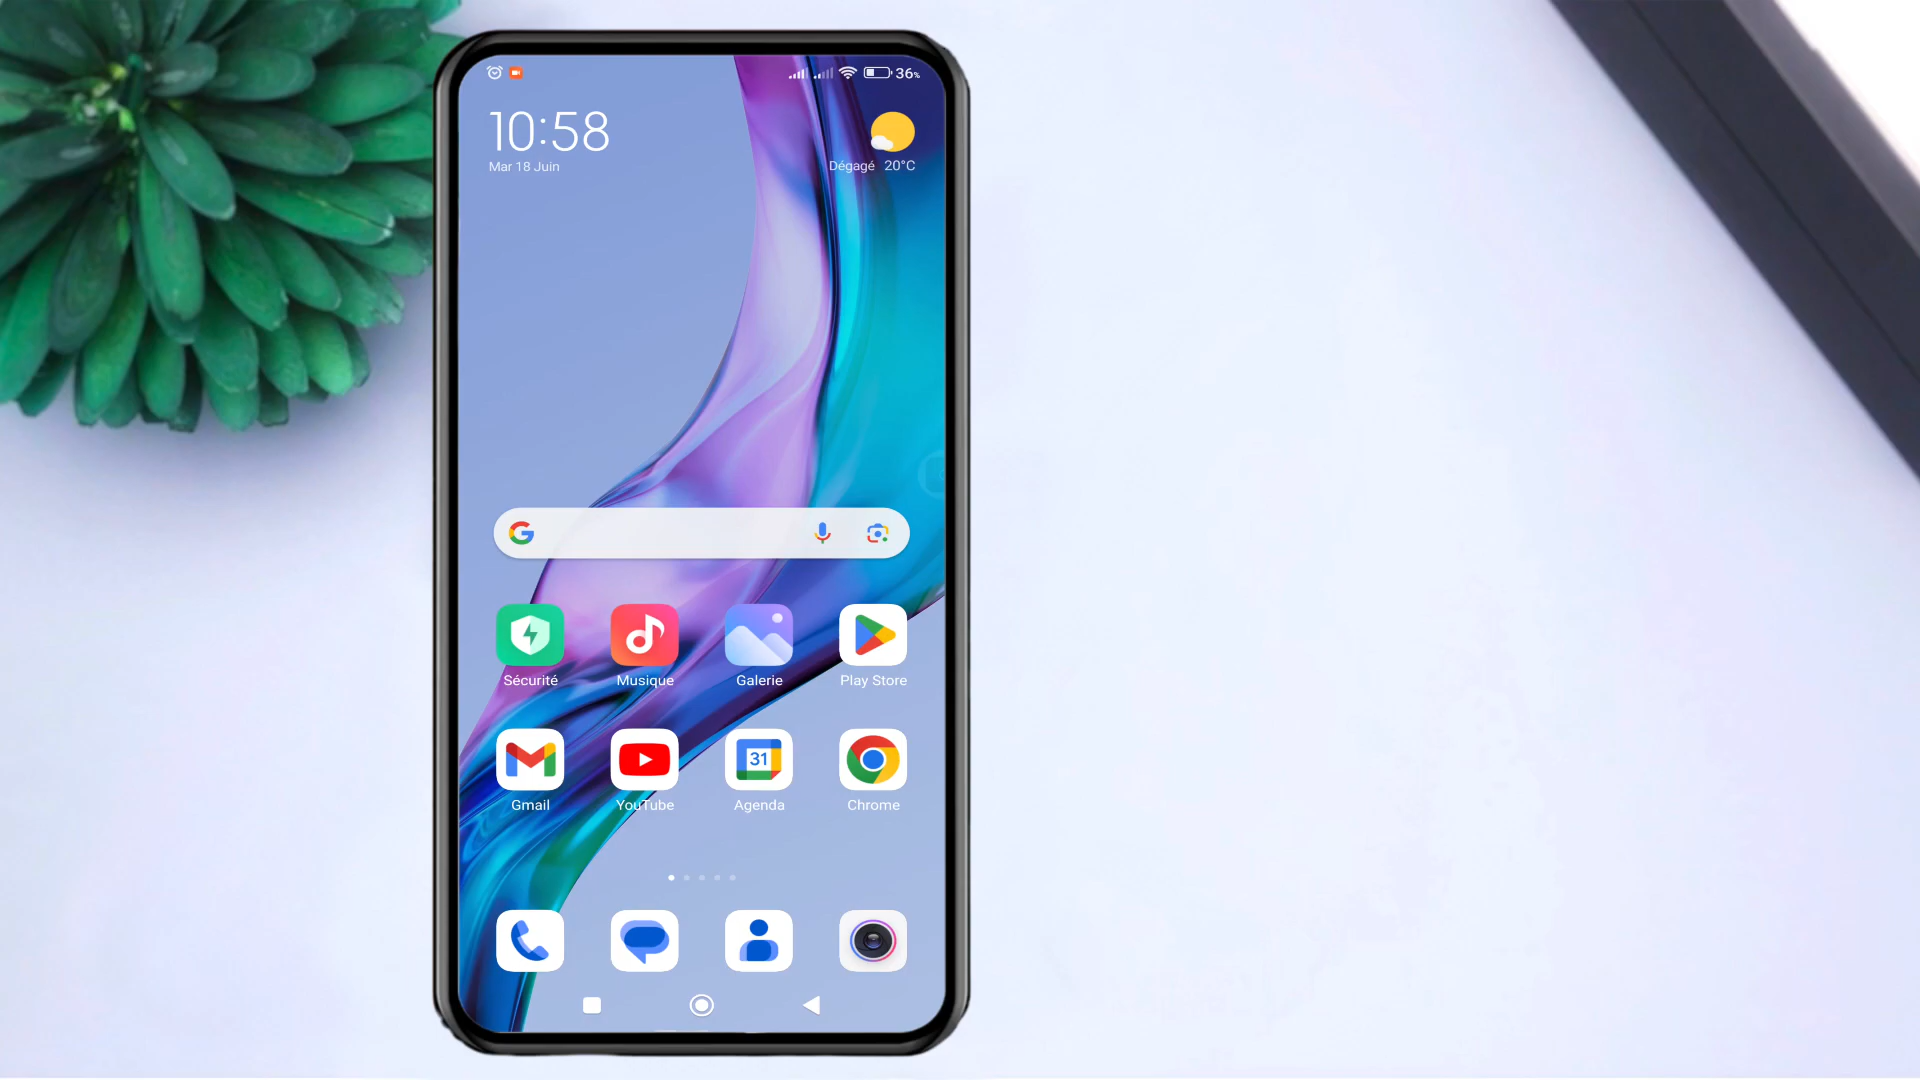 36%
10:58
Mar 18 Juin
Dégagé 20°C
G
Sécurité
Musique
Galerie
Play Store
31
Gmail
YouTube
Agenda
Chrome